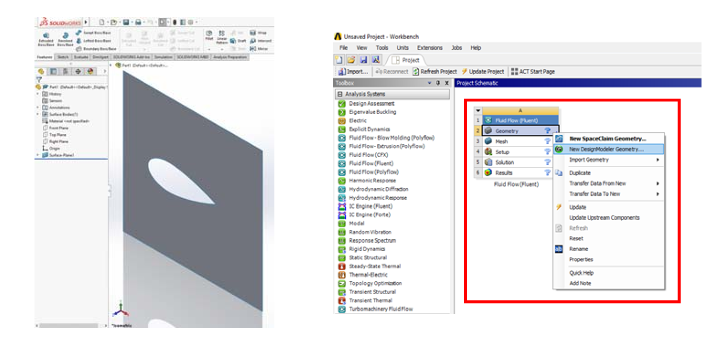 SOLIDWORKS
Swept Boss/Base
Lofted Boss/Base
Boundary Boss/Base
Extruded Boss/Base
Revolved Boss/Base
Fillet
Linear Pattern
Rib
Draft
Shell
Wrap
Intersect
Mirror
Features Sketch Evaluate DimXpert SOLIDWORKS Add-Ins Simulation SOLIDWORKS MBD Analysis Preparation
Part1 (Default<<Default>_Display
History
Sensors
Annotations
Surface Bodies(1)
Material <not specified>
Front Plane
Top Plane
Right Plane
Origin
Surface-Plane1
Part1 (Default<<Default>...
*Isometric
Unsaved Project - Workbench
File View Tools Units Extensions Jobs Help
Project
Import... Reconnect Refresh Project Update Project ACT Start Page
Toolbox
Project Schematic
Analysis Systems
Design Assessment
Eigenvalue Buckling
Electric
Explicit Dynamics
Fluid Flow - Blow Molding (Polyflow)
Fluid Flow - Extrusion (Polyflow)
Fluid Flow (CFX)
Fluid Flow (Fluent)
Fluid Flow (Polyflow)
Harmonic Response
Hydrodynamic Diffraction
Hydrodynamic Response
IC Engine (Fluent)
IC Engine (Forte)
Modal
Random Vibration
Response Spectrum
Rigid Dynamics
Static Structural
Steady-State Thermal
Thermal-Electric
Topology Optimization
Transient Structural
Transient Thermal
Turbomachinery Fluid Flow
A
1 Fluid Flow (Fluent)
2 Geometry ?
3 Mesh ?
4 Setup ?
5 Solution ?
6 Results ?
Fluid Flow (Fluent)
New SpaceClaim Geometry...
New DesignModeler Geometry...
Import Geometry
Duplicate
Transfer Data From New
Transfer Data To New
Update
Update Upstream Components
Refresh
Reset
Rename
Properties
Quick Help
Add Note